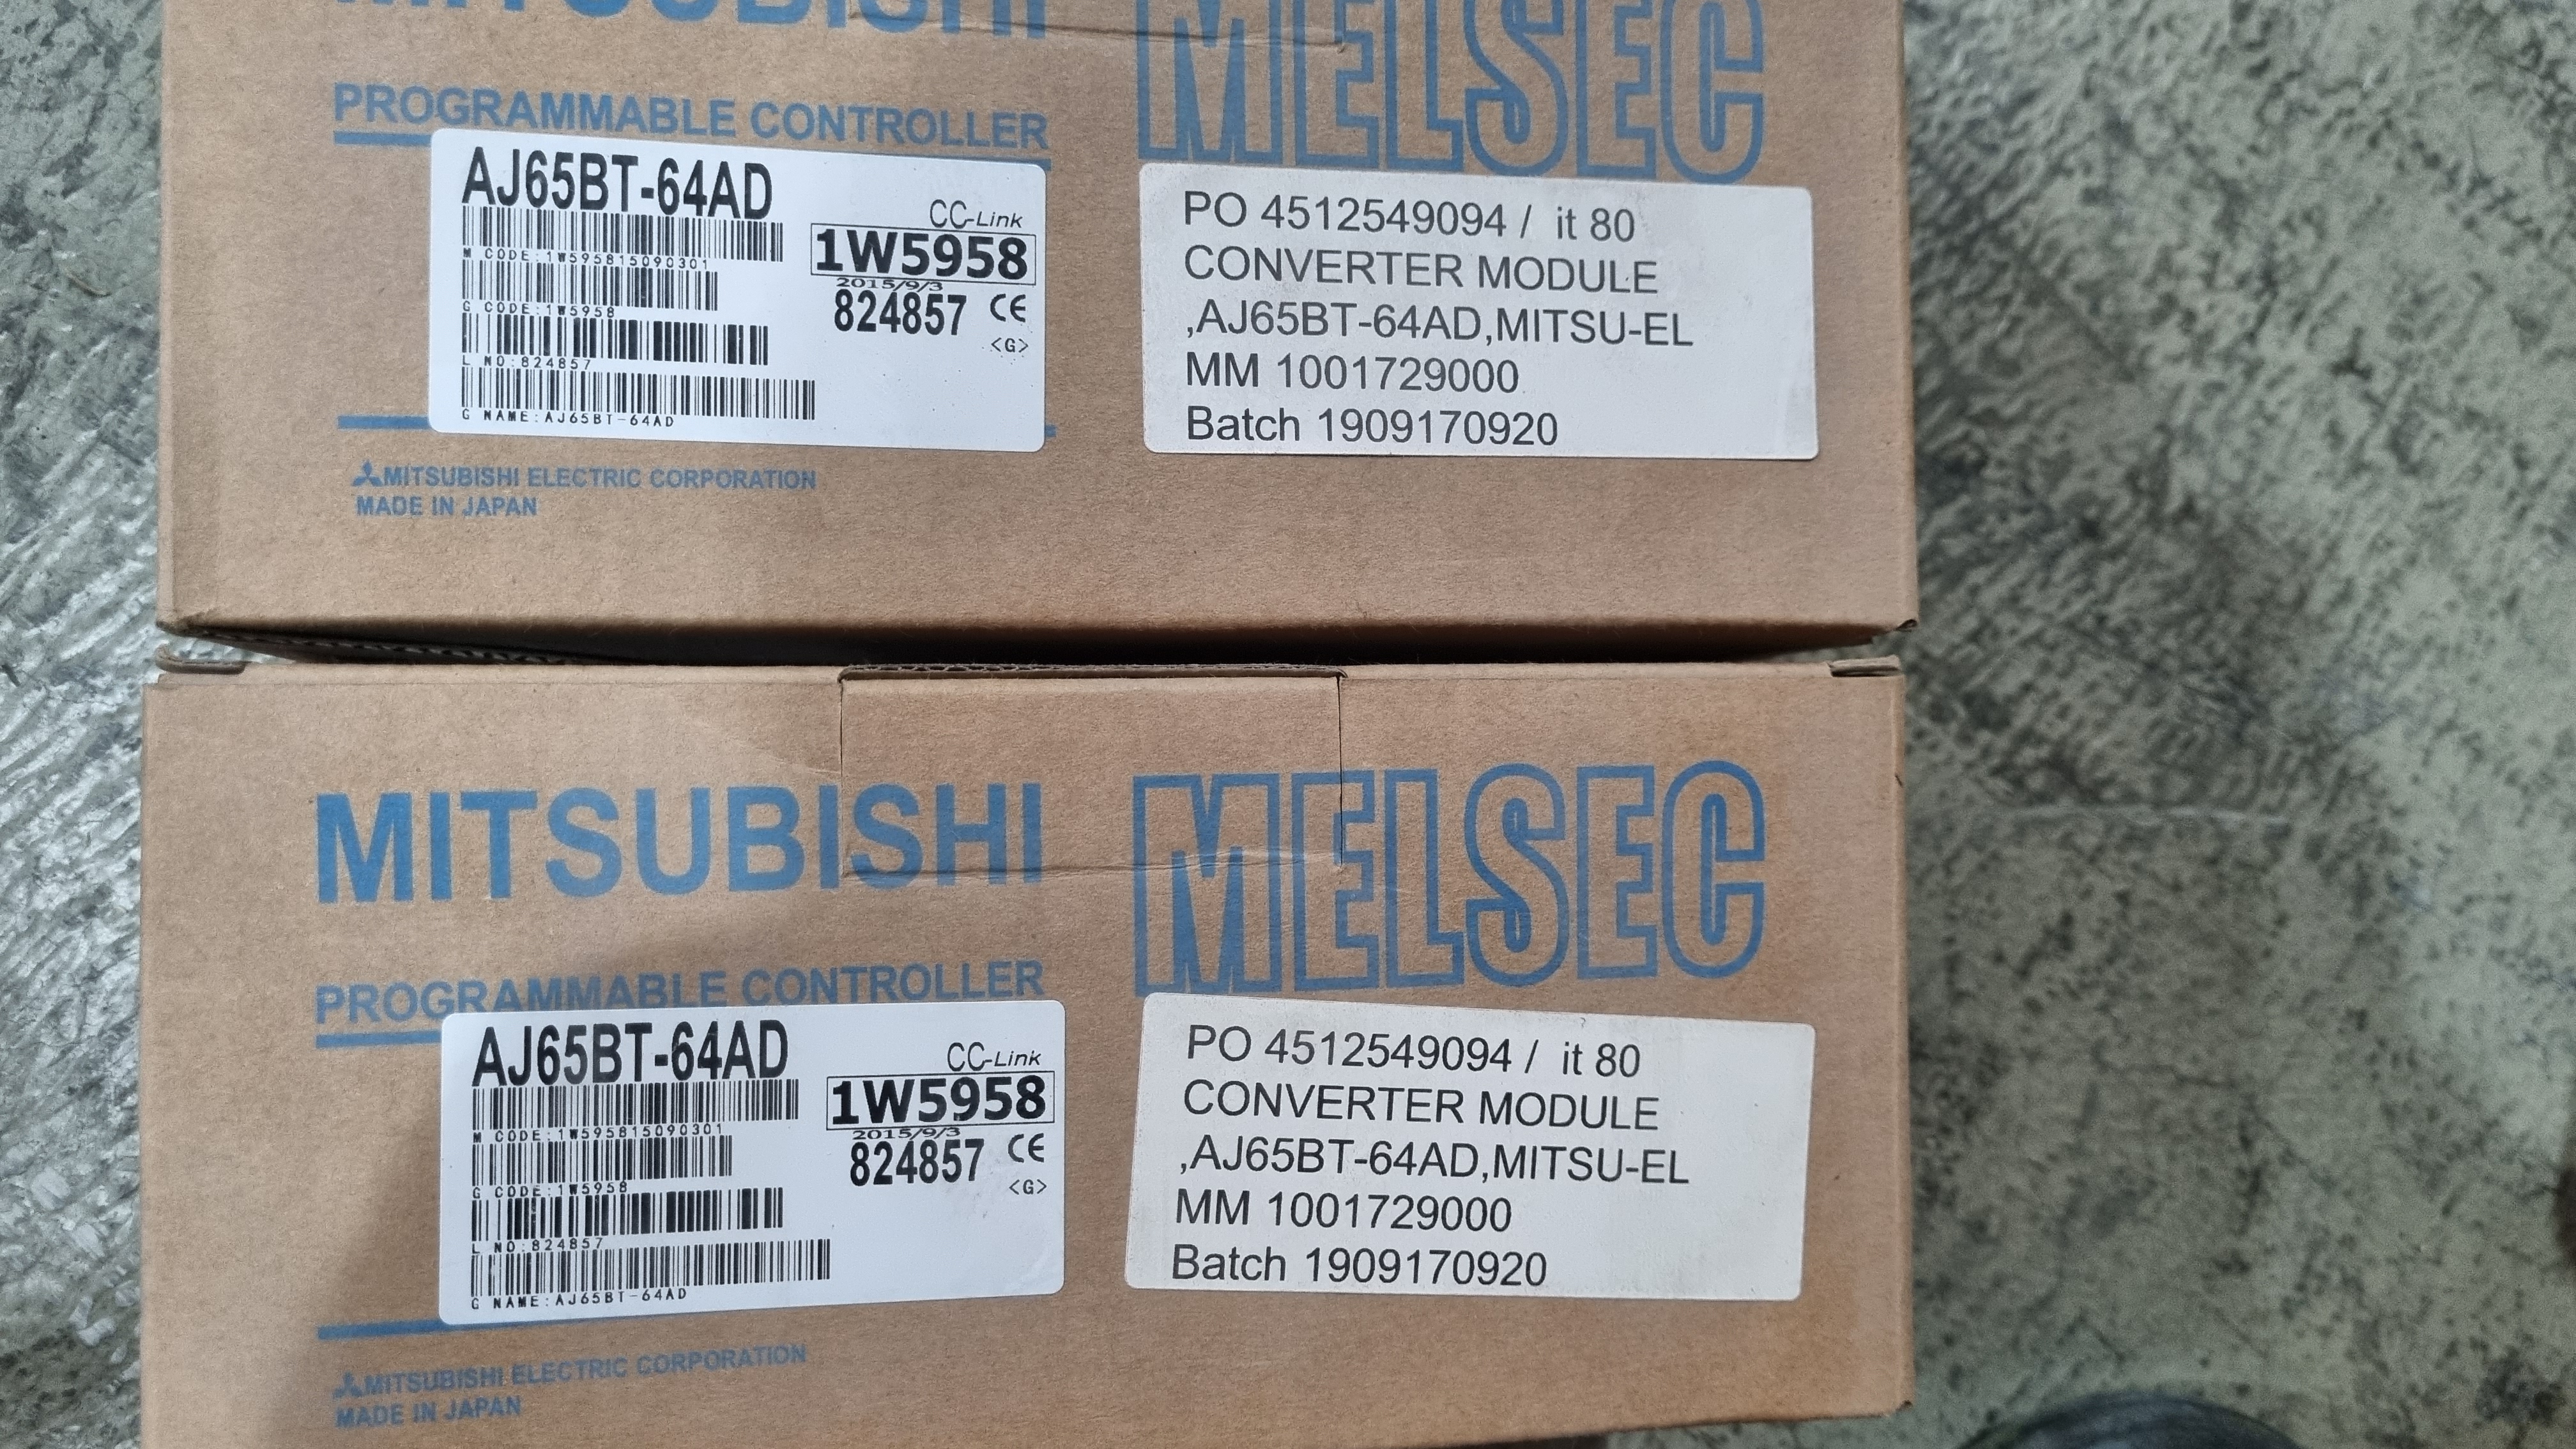 MITSUBISHI
MELSEC
PROGRAMMABLE CONTROLLER
AJ65BT-64AD
CC-Link
M CODE:1W595815090301
1W5958
2015/9/3
G CODE:1W5958
824857 CE
L NO:824857
<G>
G NAME:AJ65BT-64AD
PO 4512549094 / it 80
CONVERTER MODULE
,AJ65BT-64AD,MITSU-EL
MM 1001729000
Batch 1909170920
MITSUBISHI ELECTRIC CORPORATION
MADE IN JAPAN
MITSUBISHI
MELSEC
PROGRAMMABLE CONTROLLER
AJ65BT-64AD
CC-Link
M CODE:1W595815090301
1W5958
2015/9/3
G CODE:1W5958
824857 CE
L NO:824857
<G>
G NAME:AJ65BT-64AD
PO 4512549094 / it 80
CONVERTER MODULE
,AJ65BT-64AD,MITSU-EL
MM 1001729000
Batch 1909170920
MITSUBISHI ELECTRIC CORPORATION
MADE IN JAPAN